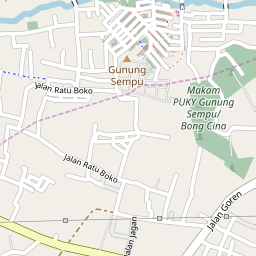 Jalan Ratu Boko
Gunung
Sempu
Makam
PUKY Gunung
Sempu/
Bong Cina
Jalan Ratu Boko
Jalan Jagan
Jalan Goren